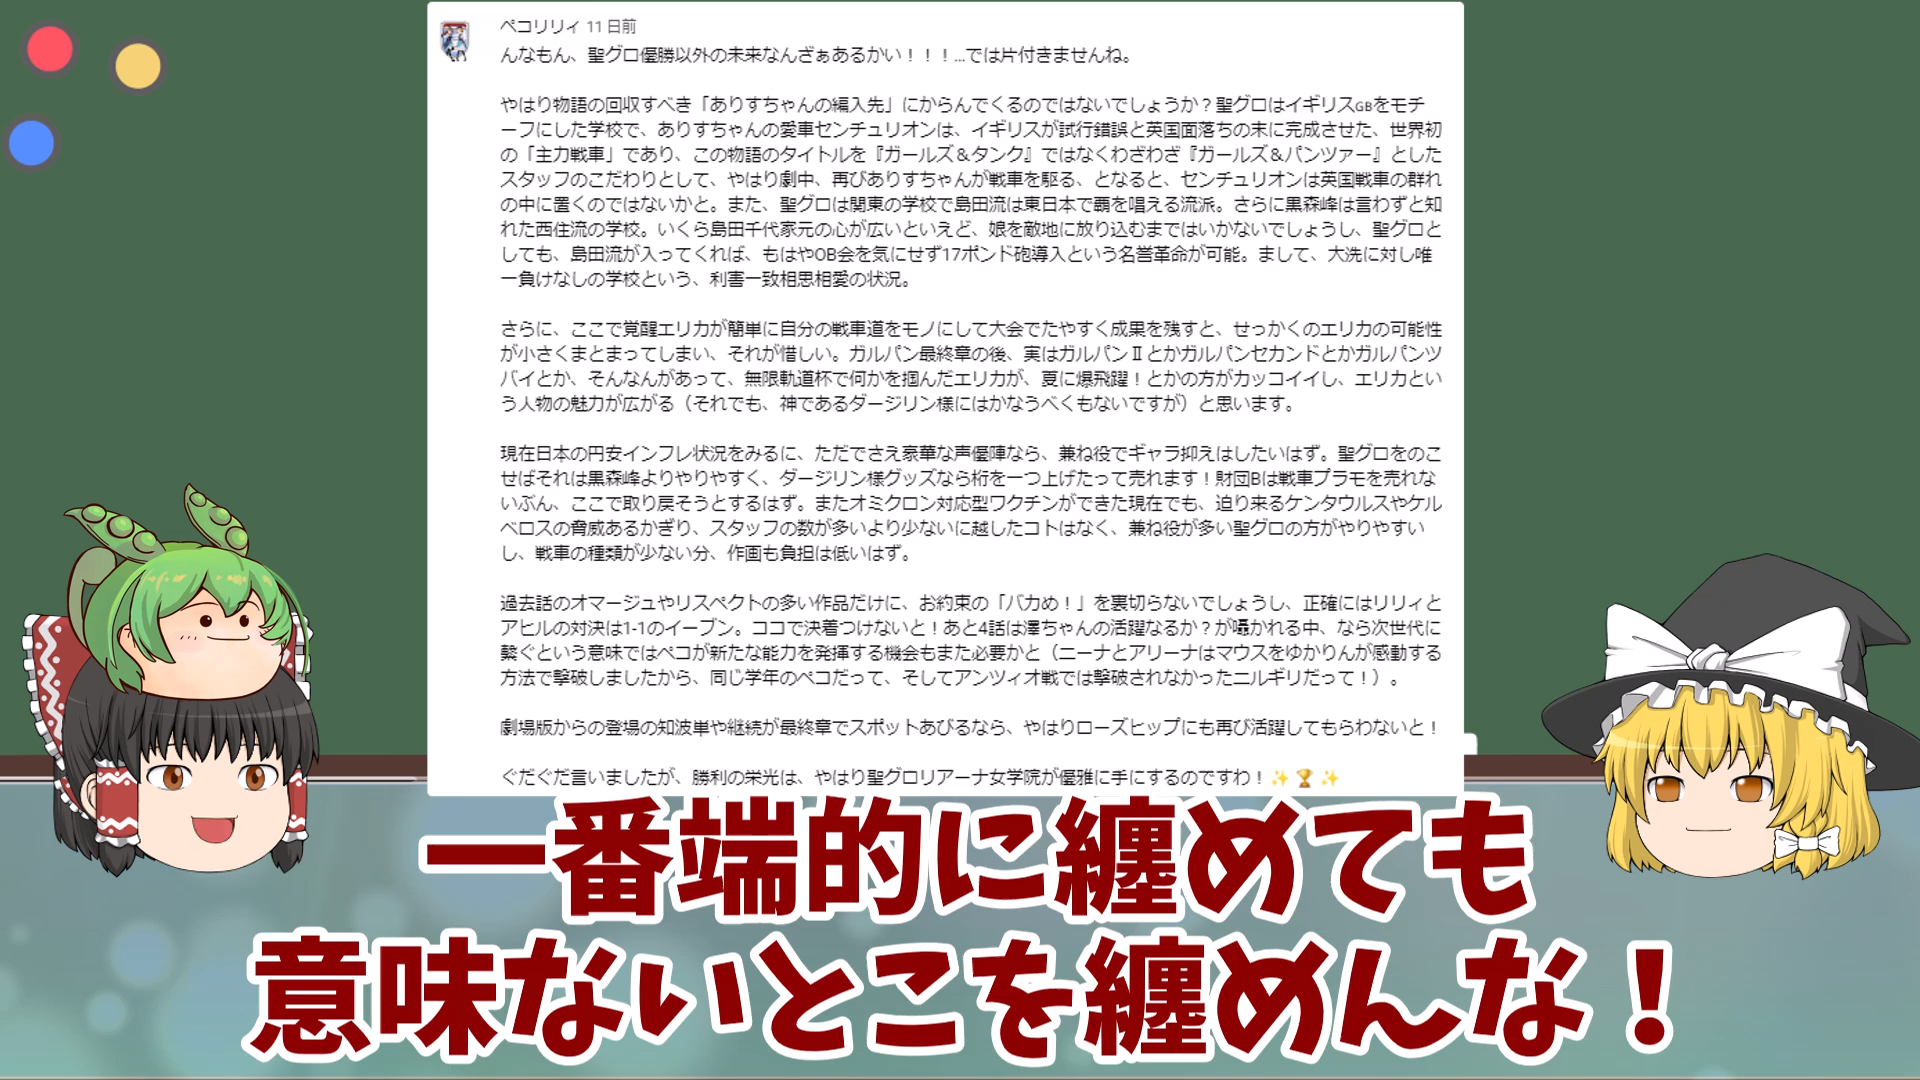 ペコリリィ 11 日前
んなもん、聖グロ優勝以外の未来なんざぁあるかい！！！...では片付きませんね。
やはり物語の回収すべき「ありすちゃんの編入先」にからんでくるのではないでしょうか？聖グロはイギリスGBをモチ
ーフにした学校で、ありすちゃんの愛車センチュリオンは、イギリスが試行錯誤と英国面落ちの末に完成させた、世界初
の「主力戦車」であり、この物語のタイトルを『ガールズ＆タンク』ではなくわざわざ『ガールズ＆パンツァー』とした
スタッフのこだわりとして、やはり劇中、再びありすちゃんが戦車を駆る、となると、センチュリオンは英国戦車の群れ
の中に置くのではないかと。また、聖グロは関東の学校で島田流は東日本で覇を唱える流派。さらに黒森峰は言わずと知
れた西住流の学校。いくら島田千代家元の心が広いといえど、娘を敵地に放り込むまではいかないでしょうし、聖グロと
しても、島田流が入ってくれば、もはやOB会を気にせず17ポンド砲導入という名誉革命が可能。まして、大洗に対し唯
一負けなしの学校という、利害一致相思相愛の状況。
さらに、ここで覚醒エリカが簡単に自分の戦車道をモノにして大会でたやすく成果を残すと、せっかくのエリカの可能性
が小さくまとまってしまい、それが惜しい。ガルパン最終章の後、実はガルパンⅡとかガルパンセカンドとかガルパンツ
バイとか、そんなんがあって、無限軌道杯で何かを掴んだエリカが、夏に爆飛躍！とかの方がカッコイイし、エリカとい
う人物の魅力が広がる（それでも、神であるダージリン様にはかなうべくもないですが）と思います。
現在日本の円安インフレ状況をみるに、ただでさえ豪華な声優陣なら、兼ね役でギャラ抑えはしたいはず。聖グロをのこ
せばそれは黒森峰よりやりやすく、ダージリン様グッズなら桁を一つ上げたって売れます！財団Bは戦車プラモを売れな
いぶん、ここで取り戻そうとするはず。またオミクロン対応型ワクチンができた現在でも、迫り来るケンタウルスやケル
ベロスの脅威あるかぎり、スタッフの数が多いより少ないに越したコトはなく、兼ね役が多い聖グロの方がやりやすい
し、戦車の種類が少ない分、作画も負担は低いはず。
過去話のオマージュやリスペクトの多い作品だけに、お約束の「バカめ！」を裏切らないでしょうし、正確にはリリィと
アヒルの対決は1-1のイーブン。ココで決着つけないと！あと4話は澤ちゃんの活躍なるか？が囁かれる中、なら次世代に
繋ぐという意味ではペコが新たな能力を発揮する機会もまた必要かと（ニーナとアリーナはマウスをゆかりんが感動する
方法で撃破しましたから、同じ学年のペコだって、そしてアンツィオ戦では撃破されなかったニルギリだって！）。
劇場版からの登場の知波単や継続が最終章でスポットあびるなら、やはりローズヒップにも再び活躍してもらわないと！
ぐだぐだ言いましたが、勝利の栄光は、やはり聖グロリアーナ女学院が優雅に手にするのですわ！✨🏆✨
一番端的に纏めても
意味ないとこを纏めんな！